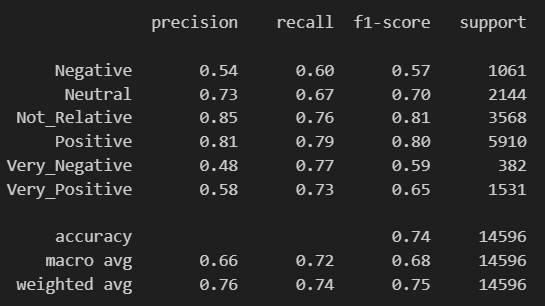 precision recall f1-score support
Negative 0.54 0.60 0.57 1061
Neutral 0.73 0.67 0.70 2144
Not_Relative 0.85 0.76 0.81 3568
Positive 0.81 0.79 0.80 5910
Very_Negative 0.48 0.77 0.59 382
Very_Positive 0.58 0.73 0.65 1531
accuracy 0.74 14596
macro avg 0.66 0.72 0.68 14596
weighted avg 0.76 0.74 0.75 14596